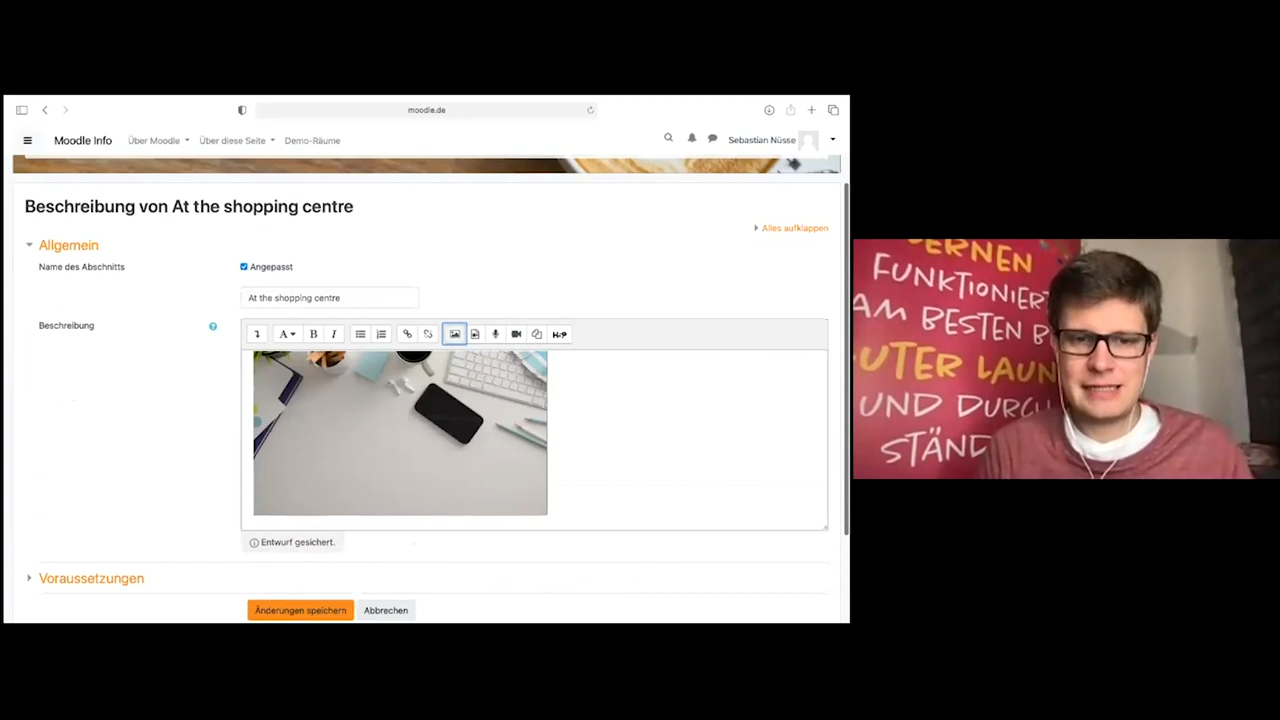 moodle.de
Moodle Info Über Moodle Über diese Seite Demo-Räume Sebastian Nüsse
Beschreibung von At the shopping centre
Alles aufklappen
Allgemein
Name des Abschnitts Angepasst
At the shopping centre
Beschreibung
A B I H-P
Entwurf gesichert.
Voraussetzungen
Änderungen speichern Abbrechen
ERNEN
FUNKTIONIERT
AM BESTEN B
UTER LAUN
UND DURCH
STÄND